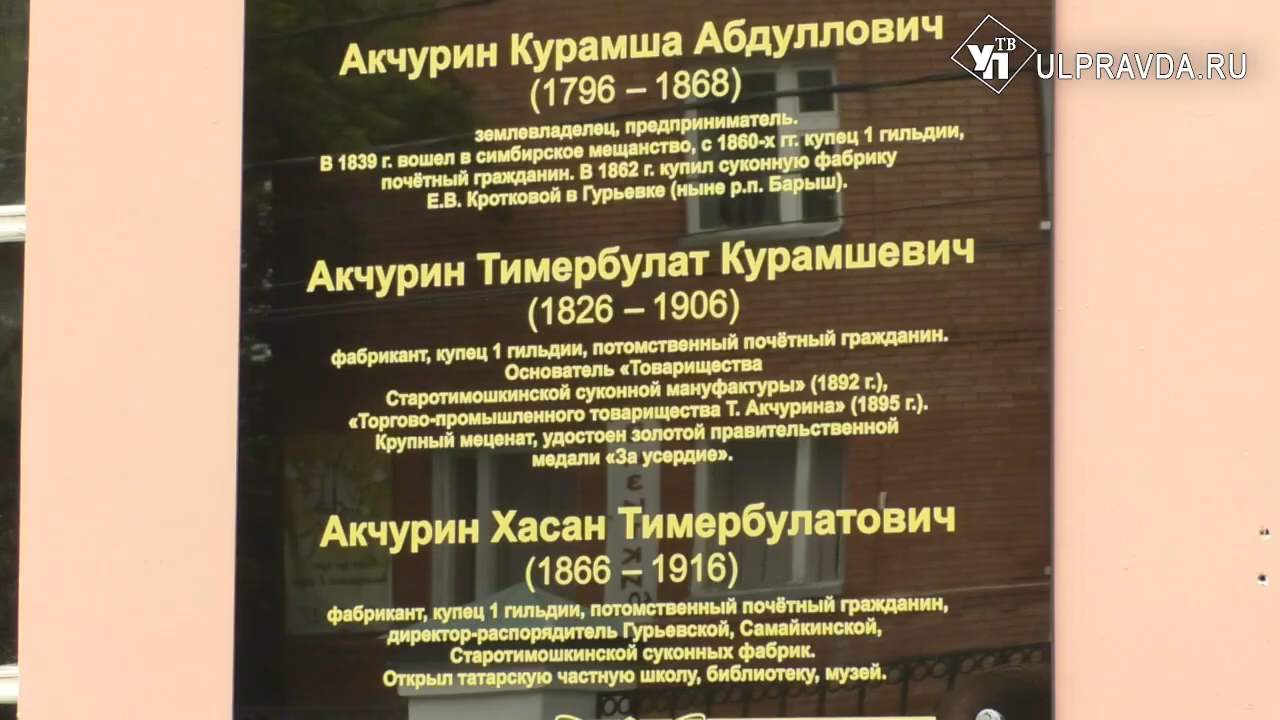 Акчурин Курамша Абдуллович
(1796 – 1868)
землевладелец, предприниматель.
В 1839 г. вошел в симбирское мещанство, с 1860-х гг. купец 1 гильдии,
почётный гражданин. В 1862 г. купил суконную фабрику
Е.В. Кротковой в Гурьевке (ныне р.п. Барыш).
Акчурин Тимербулат Курамшевич
(1826 – 1906)
фабрикант, купец 1 гильдии, потомственный почётный гражданин.
Основатель «Товарищества
Старотимошкинской суконной мануфактуры» (1892 г.),
«Торгово-промышленного товарищества Т. Акчурина» (1895 г.).
Крупный меценат, удостоен золотой правительственной
медали «За усердие».
Акчурин Хасан Тимербулатович
(1866 – 1916)
фабрикант, купец 1 гильдии, потомственный почётный гражданин,
директор-распорядитель Гурьевской, Самайкинской,
Старотимошкинской суконных фабрик.
Открыл татарскую частную школу, библиотеку, музей.
УП ТВ ULPRAVDA.RU